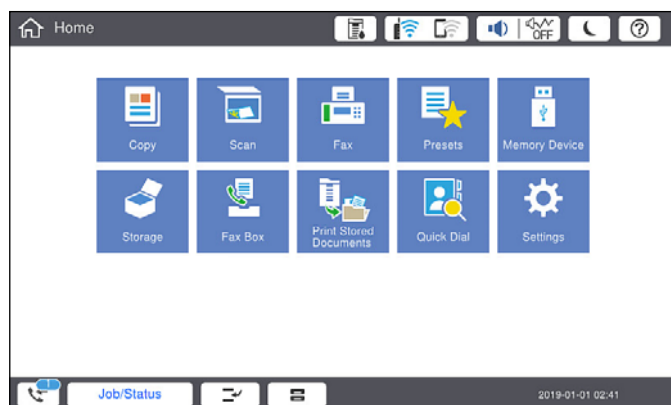 Home
OFF
Copy
Scan
Fax
Presets
Memory Device
Storage
Fax Box
Print Stored
Documents
Quick Dial
Settings
1
Job/Status
2019-01-01 02:41